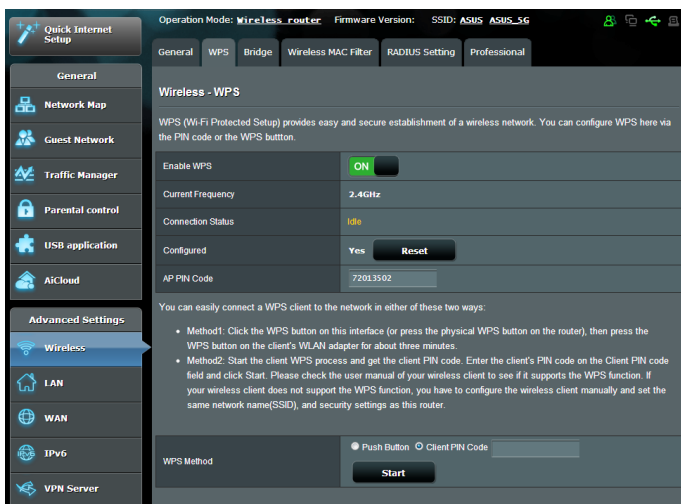 Quick Internet
Setup
Operation Mode: Wireless router Firmware Version: SSID: ASUS ASUS_5G
General WPS Bridge Wireless MAC Filter RADIUS Setting Professional
General
Network Map
Guest Network
Traffic Manager
Parental control
USB application
AiCloud
Advanced Settings
Wireless
LAN
WAN
IPv6
VPN Server
Wireless - WPS
WPS (Wi-Fi Protected Setup) provides easy and secure establishment of a wireless network. You can configure WPS here via
the PIN code or the WPS buttton.
Enable WPS ON
Current Frequency 2.4GHz
Connection Status Idle
Configured Yes Reset
AP PIN Code 72013502
You can easily connect a WPS client to the network in either of these two ways:
• Method1: Click the WPS button on this interface (or press the physical WPS button on the router), then press the
WPS button on the client's WLAN adapter for about three minutes.
• Method2: Start the client WPS process and get the client PIN code. Enter the client's PIN code on the Client PIN code
field and click Start. Please check the user manual of your wireless client to see if it supports the WPS function. If
your wireless client does not support the WPS function, you have to configure the wireless client manually and set the
same network name(SSID), and security settings as this router.
WPS Method Push Button Client PIN Code
Start